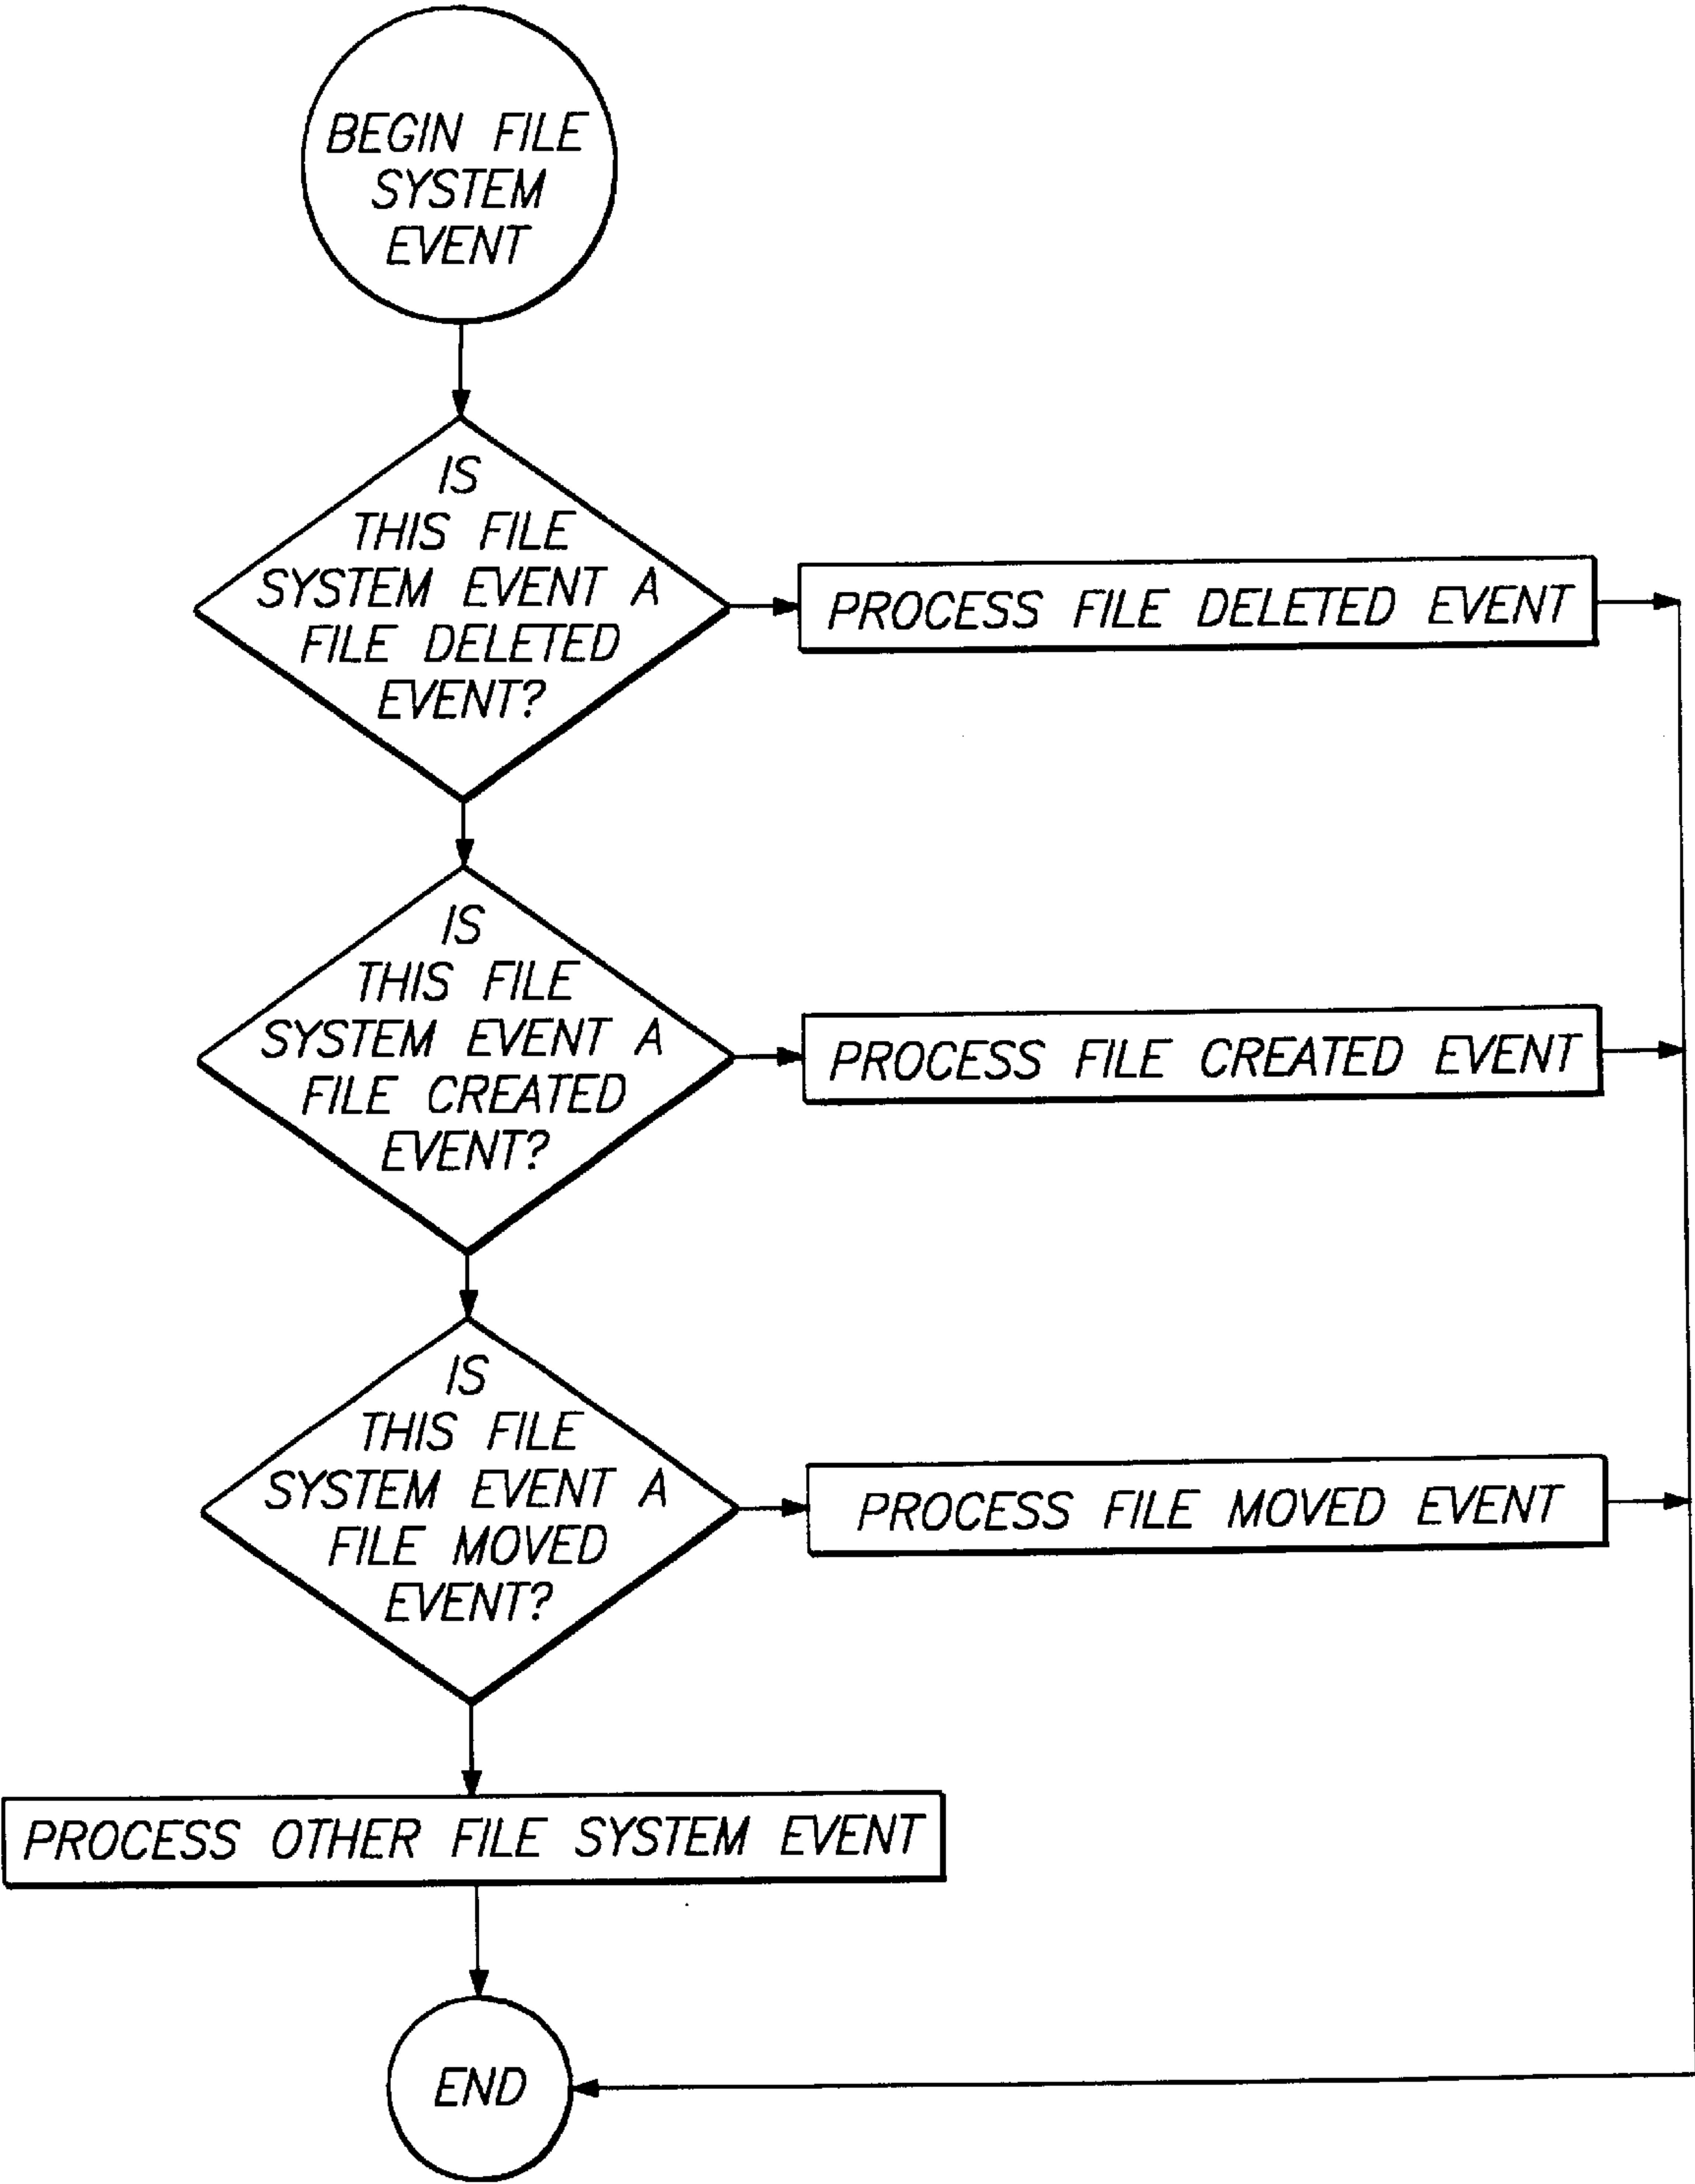 BEGIN FILE
SYSTEM
EVENT
IS
THIS FILE
SYSTEM EVENT A
FILE DELETED
EVENT?
PROCESS FILE DELETED EVENT
IS
THIS FILE
SYSTEM EVENT A
FILE CREATED
EVENT?
PROCESS FILE CREATED EVENT
IS
THIS FILE
SYSTEM EVENT A
FILE MOVED
EVENT?
PROCESS FILE MOVED EVENT
PROCESS OTHER FILE SYSTEM EVENT
END